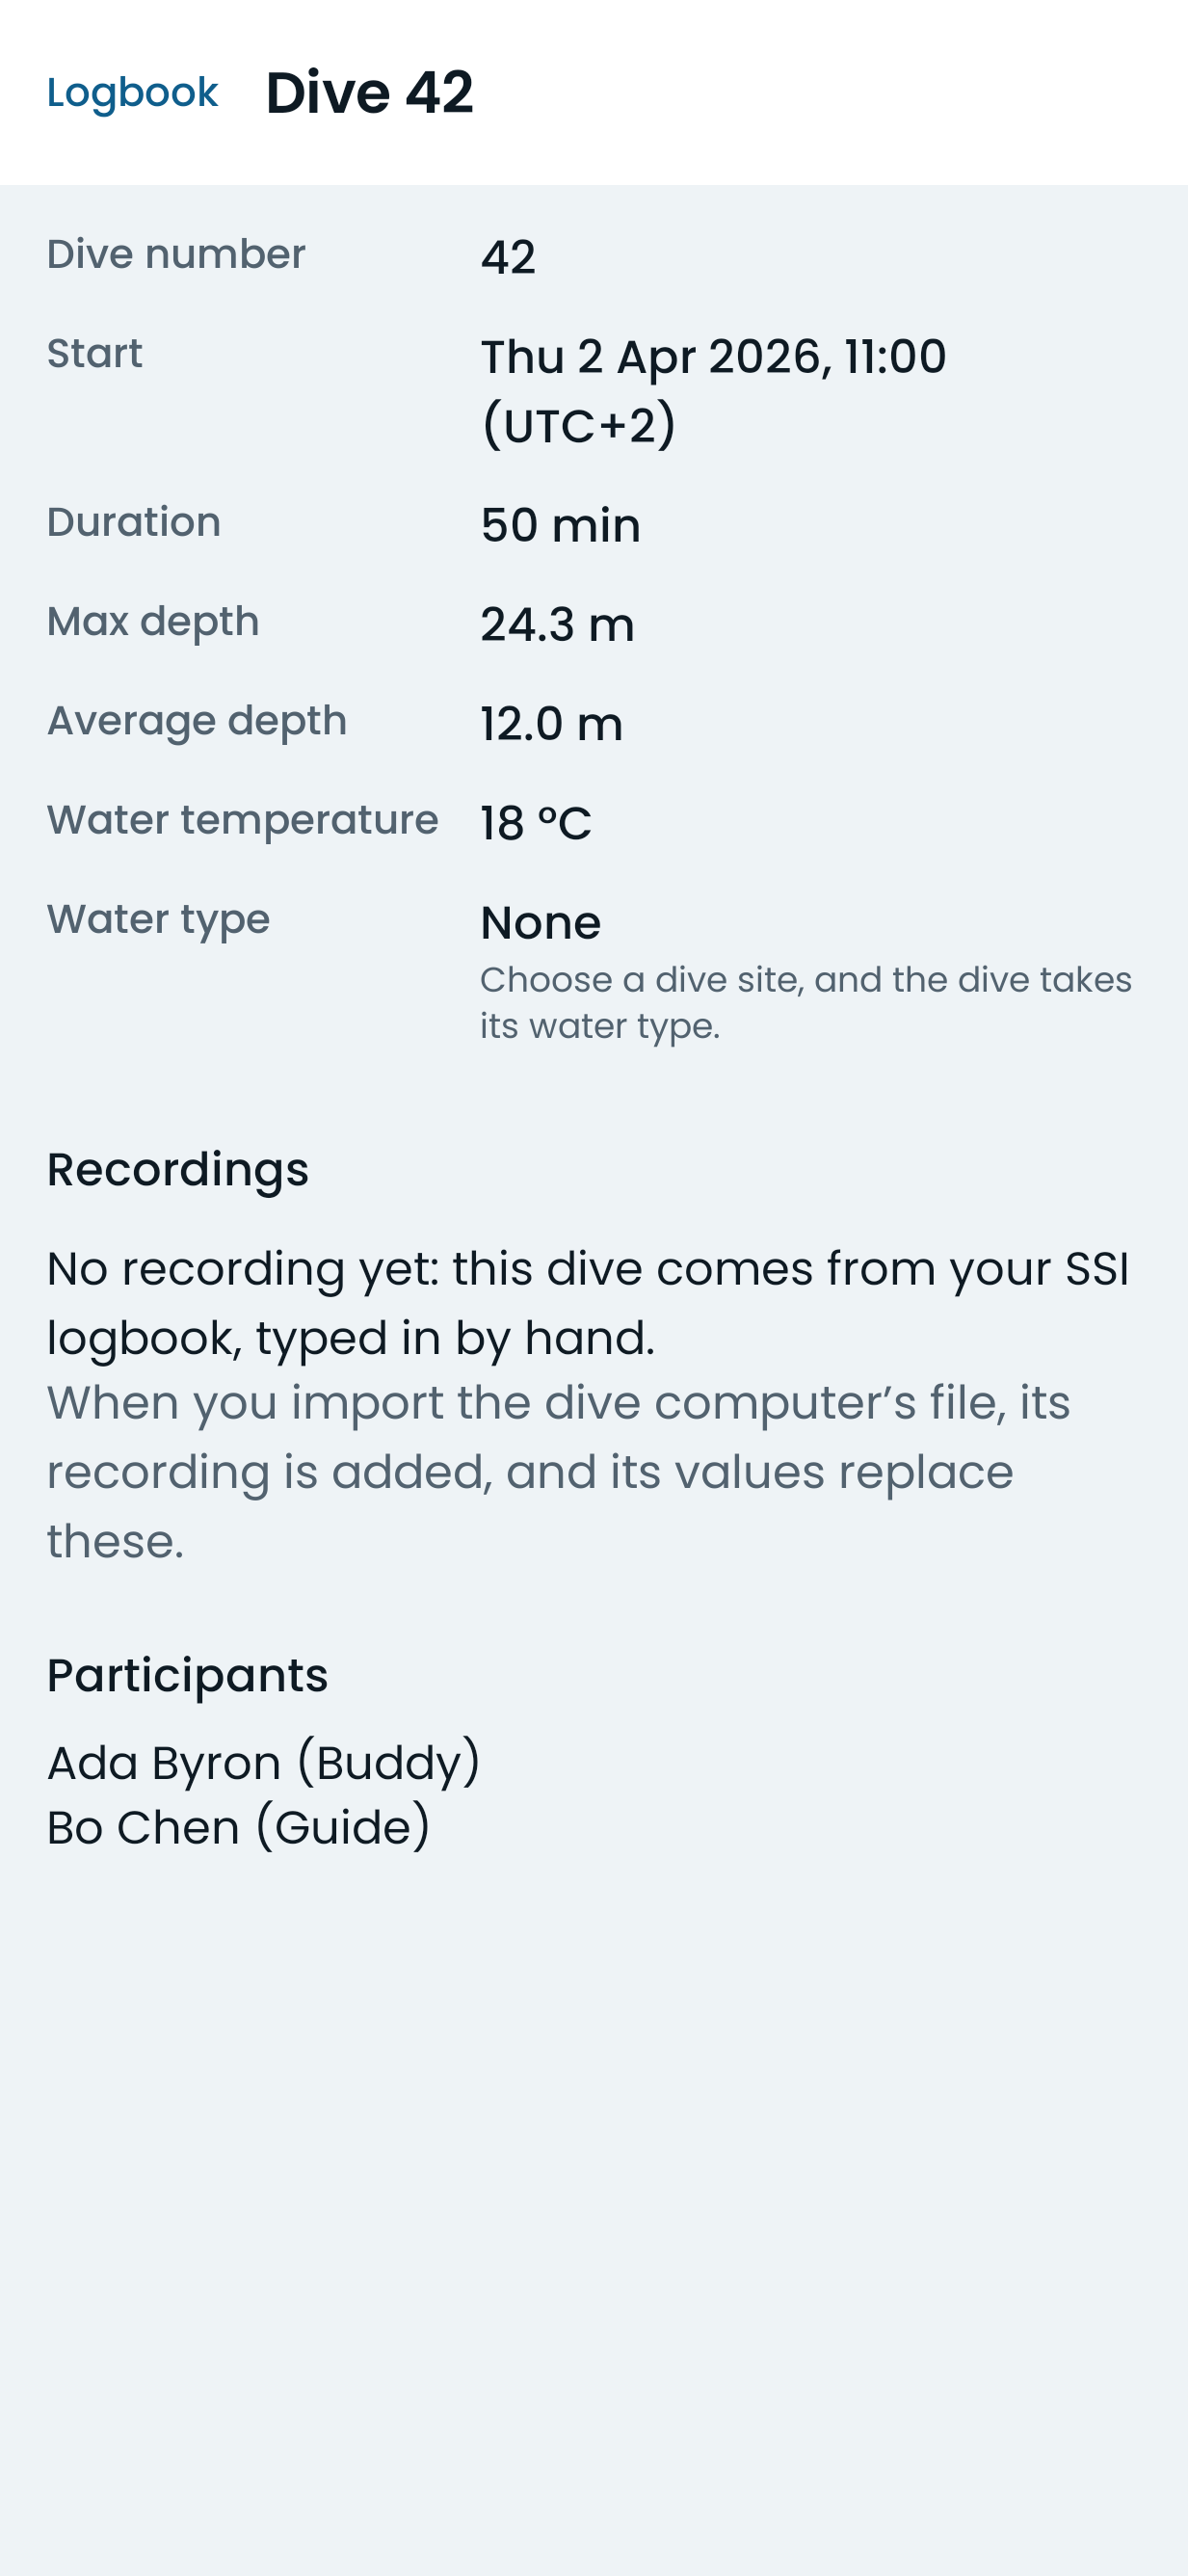 Logbook Dive 42
Dive number 42
Start Thu 2 Apr 2026, 11:00
(UTC+2)
Duration 50 min
Max depth 24.3 m
Average depth 12.0 m
Water temperature 18 °C
Water type None
Choose a dive site, and the dive takes
its water type.
Recordings
No recording yet: this dive comes from your SSI
logbook, typed in by hand.
When you import the dive computer’s file, its
recording is added, and its values replace
these.
Participants
Ada Byron (Buddy)
Bo Chen (Guide)